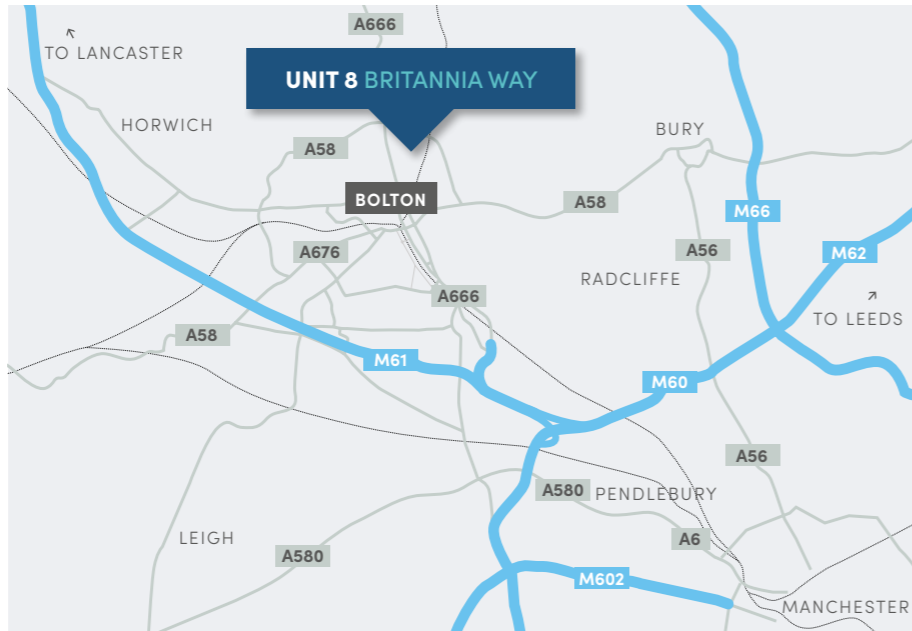 A666
↖
TO LANCASTER
UNIT 8 BRITANNIA WAY
HORWICH
BURY
A58
BOLTON
A58
M66
A676
A56
M62
RADCLIFFE
A666
↗
TO LEEDS
A58
M61
M60
A56
A580
PENDLEBURY
LEIGH
A6
A580
M602
MANCHESTER